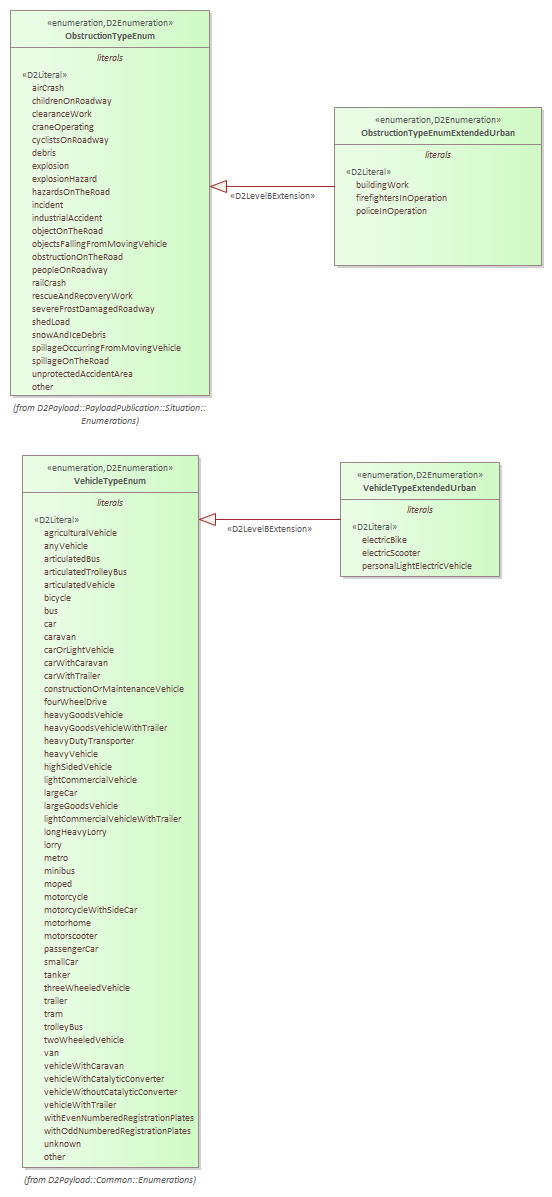 «enumeration,D2Enumeration»
ObstructionTypeEnum
literals
«D2Literal»
airCrash
childrenOnRoadway
clearanceWork
craneOperating
cyclistsOnRoadway
debris
explosion
explosionHazard
hazardsOnTheRoad
incident
industrialAccident
objectOnTheRoad
objectsFallingFromMovingVehicle
obstructionOnTheRoad
peopleOnRoadway
railCrash
rescueAndRecoveryWork
severeFrostDamagedRoadway
shedLoad
snowAndIceDebris
spillageOccurringFromMovingVehicle
spillageOnTheRoad
unprotectedAccidentArea
other
(from D2Payload::PayloadPublication::Situation::
Enumerations)
«D2LevelBExtension»
«enumeration,D2Enumeration»
ObstructionTypeEnumExtendedUrban
literals
«D2Literal»
buildingWork
firefightersInOperation
policeInOperation
«enumeration,D2Enumeration»
VehicleTypeEnum
literals
«D2Literal»
agriculturalVehicle
anyVehicle
articulatedBus
articulatedTrolleyBus
articulatedVehicle
bicycle
bus
car
caravan
carOrLightVehicle
carWithCaravan
carWithTrailer
constructionOrMaintenanceVehicle
fourWheelDrive
heavyGoodsVehicle
heavyGoodsVehicleWithTrailer
heavyDutyTransporter
heavyVehicle
highSidedVehicle
lightCommercialVehicle
largeCar
largeGoodsVehicle
lightCommercialVehicleWithTrailer
longHeavyLorry
lorry
metro
minibus
moped
motorcycle
motorcycleWithSideCar
motorhome
motorscooter
passengerCar
smallCar
tanker
threeWheeledVehicle
trailer
tram
trolleyBus
twoWheeledVehicle
van
vehicleWithCaravan
vehicleWithCatalyticConverter
vehicleWithoutCatalyticConverter
vehicleWithTrailer
withEvenNumberedRegistrationPlates
withOddNumberedRegistrationPlates
unknown
other
(from D2Payload::Common::Enumerations)
«D2LevelBExtension»
«enumeration,D2Enumeration»
VehicleTypeExtendedUrban
literals
«D2Literal»
electricBike
electricScooter
personalLightElectricVehicle